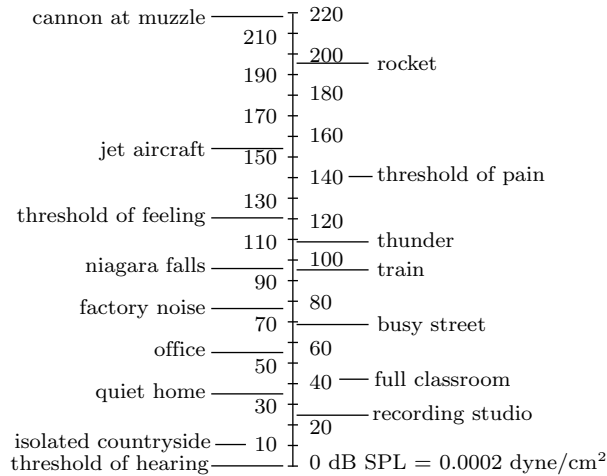 cannon at muzzle 220
210
200 rocket
190
180
170
160
jet aircraft 150
140 threshold of pain
130
threshold of feeling 120
110 thunder
niagara falls 100 train
90
factory noise 80
70 busy street
office 60
50
40 full classroom
quiet home 30
recording studio
20
isolated countryside 10
threshold of hearing 0 dB SPL = 0.0002 dyne/cm²